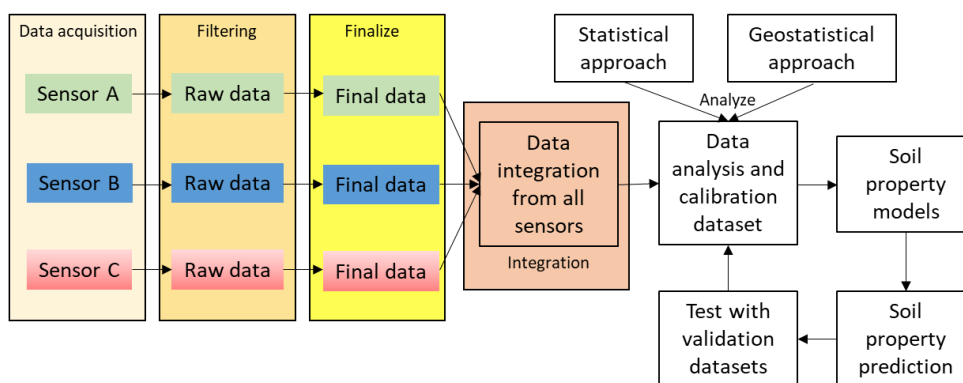 Data acquisition
Filtering
Finalize
Sensor A
Raw data
Final data
Sensor B
Raw data
Final data
Sensor C
Raw data
Final data
Data
integration
from all
sensors
Integration
Statistical
approach
Geostatistical
approach
Analyze
Data
analysis and
calibration
dataset
Soil
property
models
Soil
property
prediction
Test with
validation
datasets